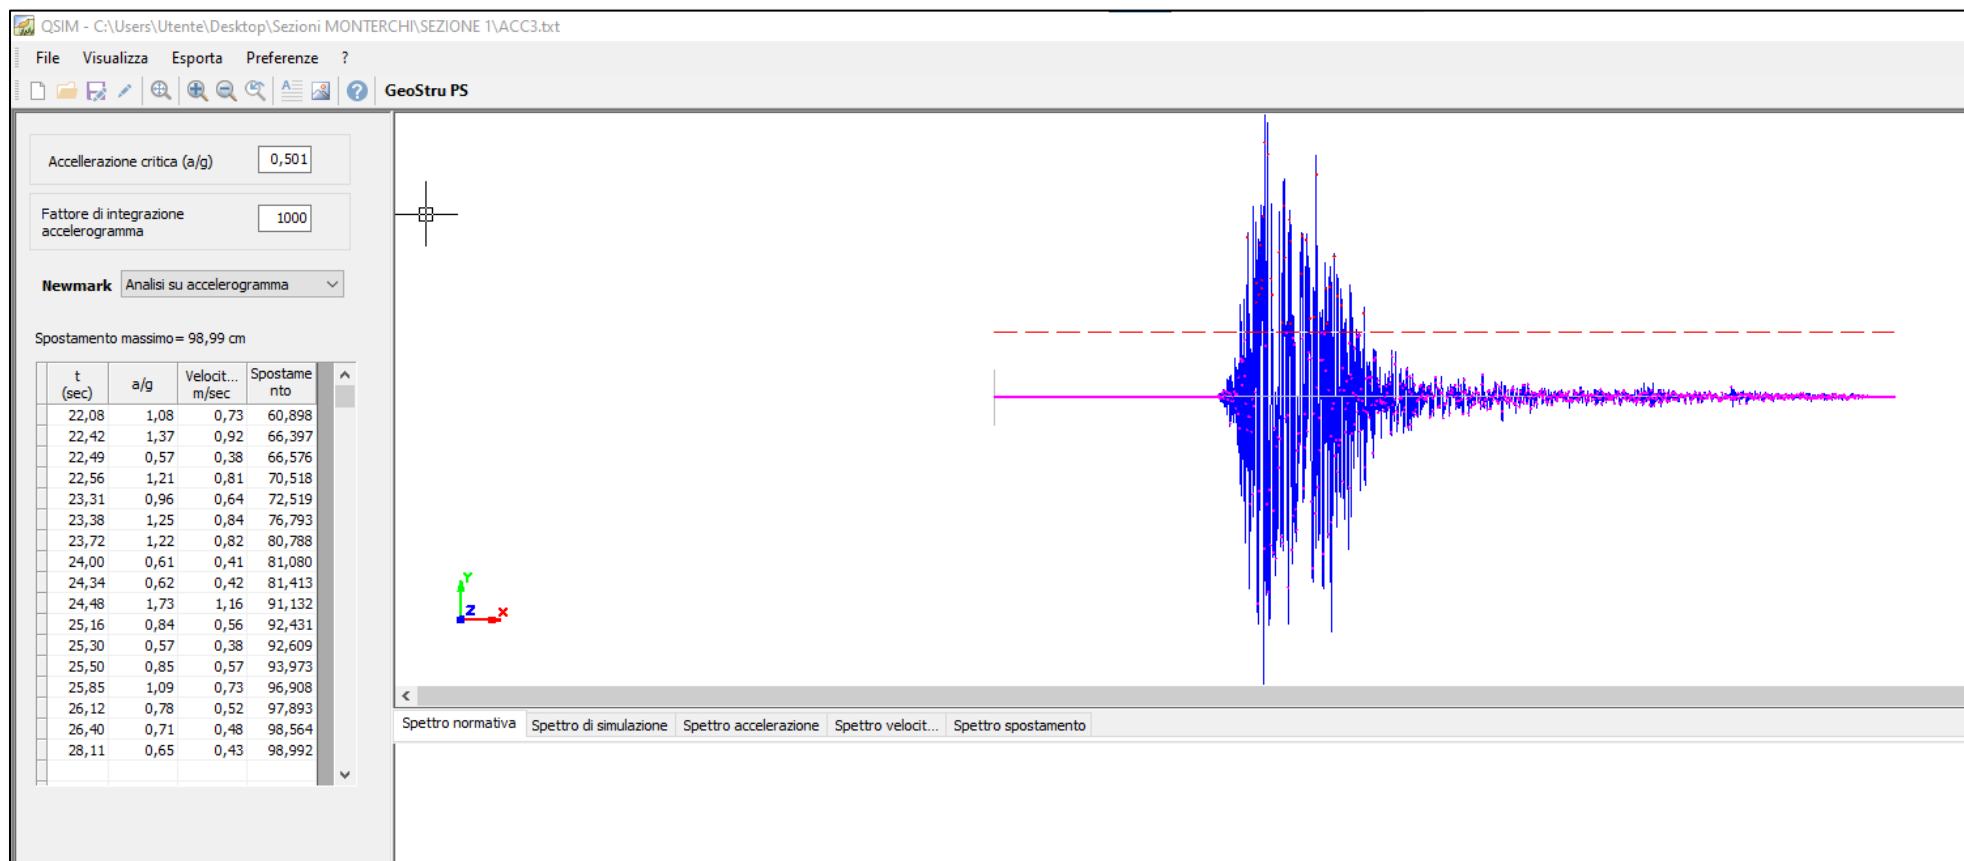 QSIM - C:\Users\Utente\Desktop\Sezioni MONTERCHI\SEZIONE 1\ACC3.txt
File Visualizza Esporta Preferenze ?
GeoStru PS
Accellerazione critica (a/g) 0,501
Fattore di integrazione
accelerogramma 1000
Newmark Analisi su accelerogramma
Spostamento massimo= 98,99 cm
t
(sec) a/g Velocit...
m/sec Spostame
nto
22,08 1,08 0,73 60,898
22,42 1,37 0,92 66,397
22,49 0,57 0,38 66,576
22,56 1,21 0,81 70,518
23,31 0,96 0,64 72,519
23,38 1,25 0,84 76,793
23,72 1,22 0,82 80,788
24,00 0,61 0,41 81,080
24,34 0,62 0,42 81,413
24,48 1,73 1,16 91,132
25,16 0,84 0,56 92,431
25,30 0,57 0,38 92,609
25,50 0,85 0,57 93,973
25,85 1,09 0,73 96,908
26,12 0,78 0,52 97,893
26,40 0,71 0,48 98,564
28,11 0,65 0,43 98,992
Y
Z X
Spettro normativa Spettro di simulazione Spettro accelerazione Spettro velocit... Spettro spostamento